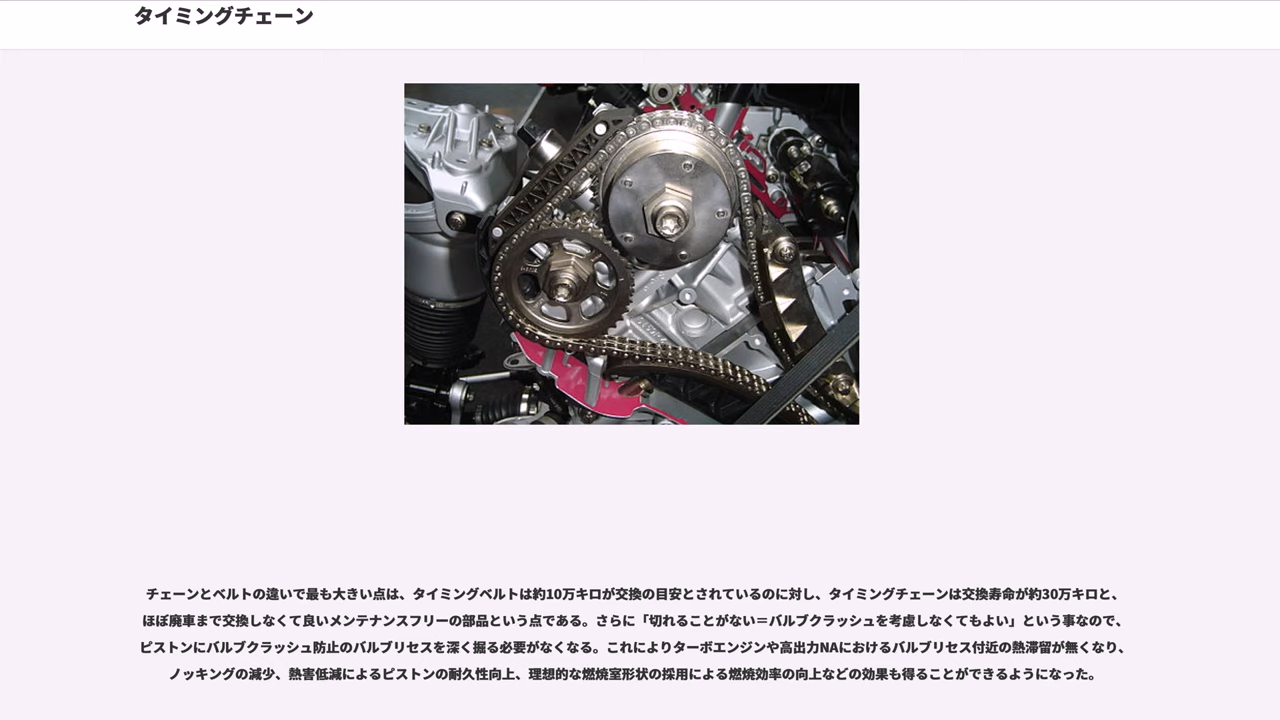 タイミングチェーン
チェーンとベルトの違いで最も大きい点は、タイミングベルトは約10万キロが交換の目安とされているのに対し、タイミングチェーンは交換寿命が約30万キロと、
ほぼ廃車まで交換しなくて良いメンテナンスフリーの部品という点である。さらに「切れることがない＝バルブクラッシュを考慮しなくてもよい」という事なので、
ピストンにバルブクラッシュ防止のバルブリセスを深く掘る必要がなくなる。これによりターボエンジンや高出力NAにおけるバルブリセス付近の熱滞留が無くなり、
ノッキングの減少、熱害低減によるピストンの耐久性向上、理想的な燃焼室形状の採用による燃焼効率の向上などの効果も得ることができるようになった。